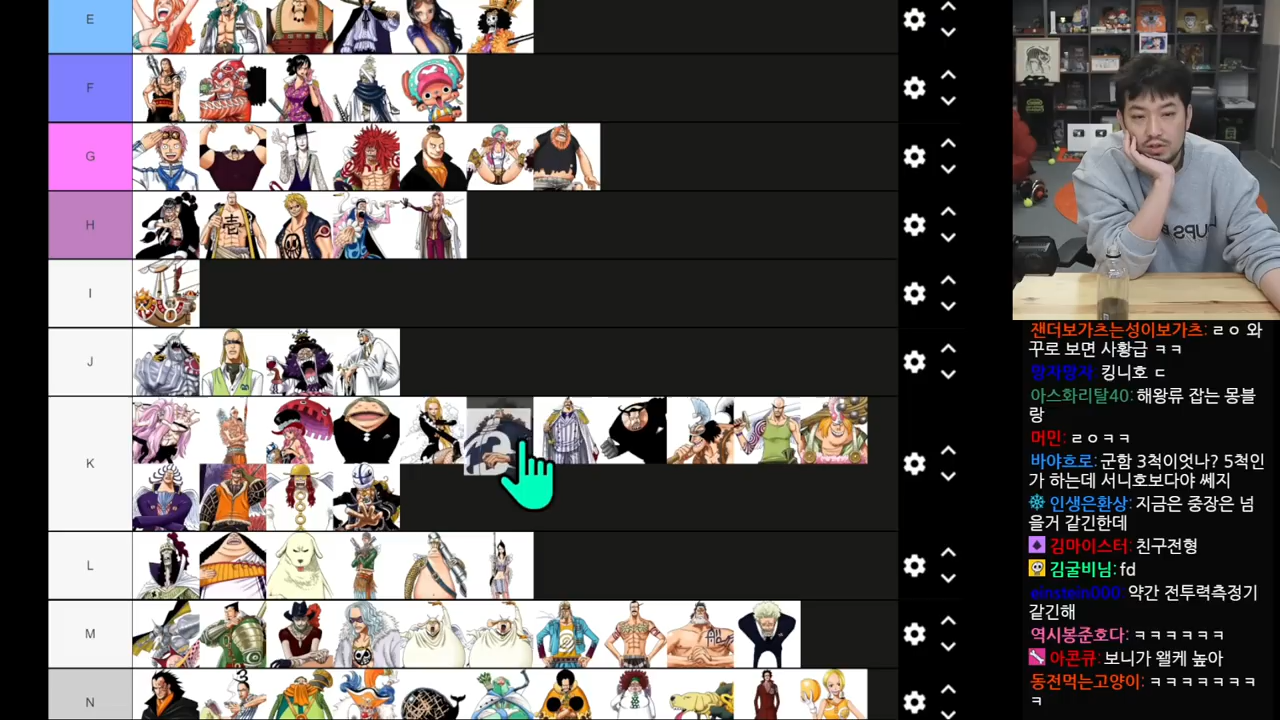 E
F
G
H
壱
I
J
K
L
M
N
잰더보가츠는성이보가츠: ㄹㅇ 와
꾸로 보면 사황급 ㅋㅋ
망자망자: 킹니호 ㄷ
아스화리탈40: 해왕류 잡는 몽블
랑
머민: ㄹㅇㅋㅋ
바야흐로: 군함 3척이엇나? 5척인
가 하는데 서니호보다야 쎄지
인생은환상: 지금은 중장은 넘
을거 같긴한데
김마이스터: 친구전형
김굴비님: fd
einstein000: 약간 전투력측정기
같긴해
역시봉준호다: ㅋㅋㅋㅋㅋㅋ
아콘큐: 보니가 왤케 높아
동전먹는고양이: ㅋㅋㅋㅋㅋㅋㅋ
ㅋ